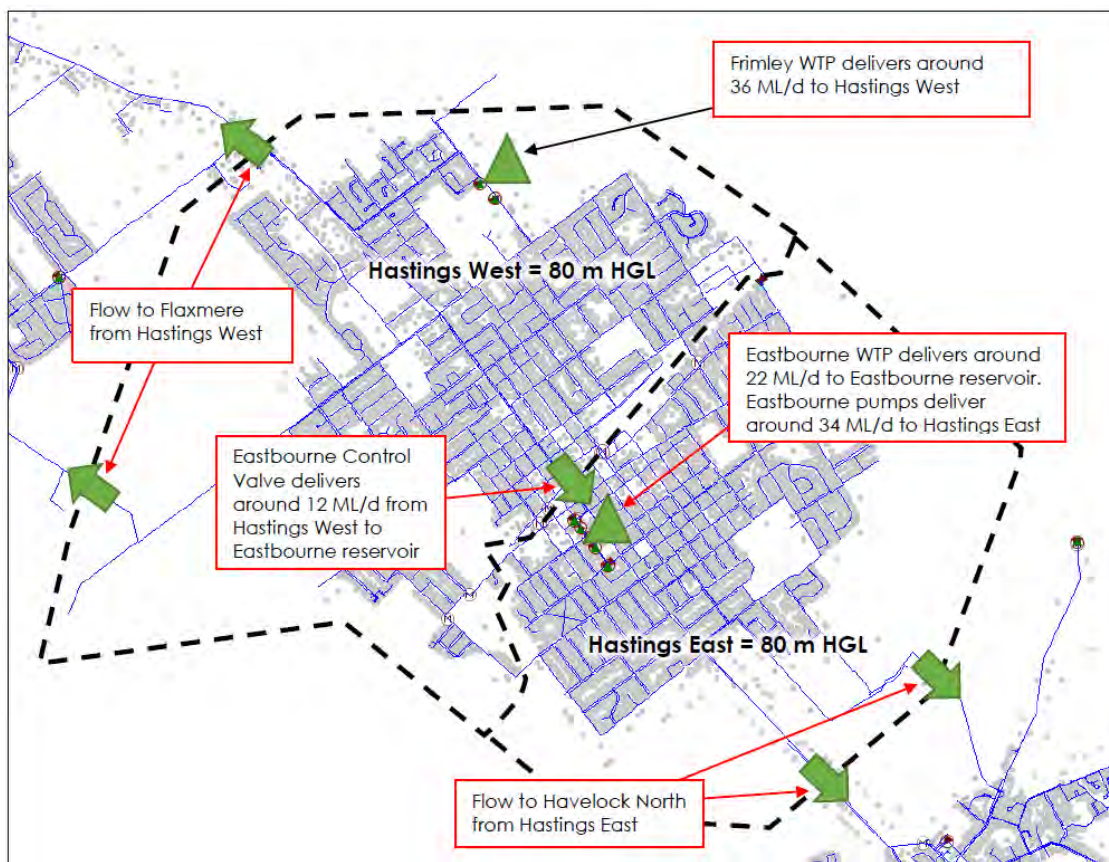 Frimley WTP delivers around
36 ML/d to Hastings West
Hastings West = 80 m HGL
Flow to Flaxmere
from Hastings West
Eastbourne WTP delivers around
22 ML/d to Eastbourne reservoir.
Eastbourne pumps deliver
around 34 ML/d to Hastings East
Eastbourne Control
Valve delivers
around 12 ML/d from
Hastings West to
Eastbourne reservoir
M
M
Hastings East = 80 m HGL
Flow to Havelock North
from Hastings East